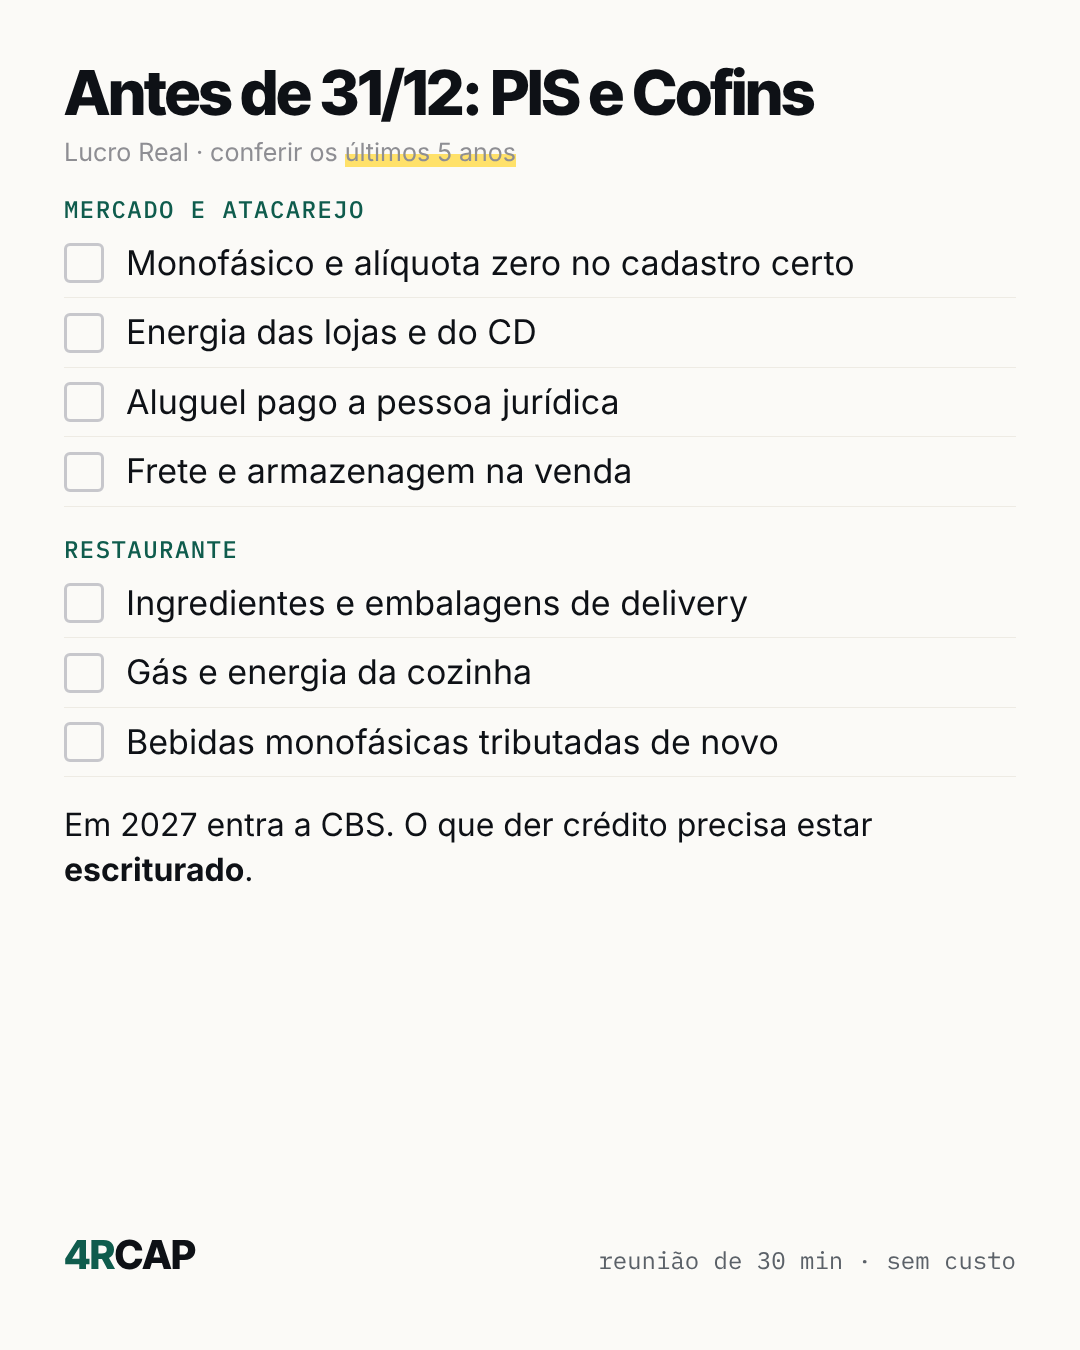 Antes de 31/12: PIS e Cofins
Lucro Real · conferir os últimos 5 anos
MERCADO E ATACAREJO
Monofásico e alíquota zero no cadastro certo
Energia das lojas e do CD
Aluguel pago a pessoa jurídica
Frete e armazenagem na venda
RESTAURANTE
Ingredientes e embalagens de delivery
Gás e energia da cozinha
Bebidas monofásicas tributadas de novo
Em 2027 entra a CBS. O que der crédito precisa estar
escriturado.
4RCAP
reunião de 30 min · sem custo